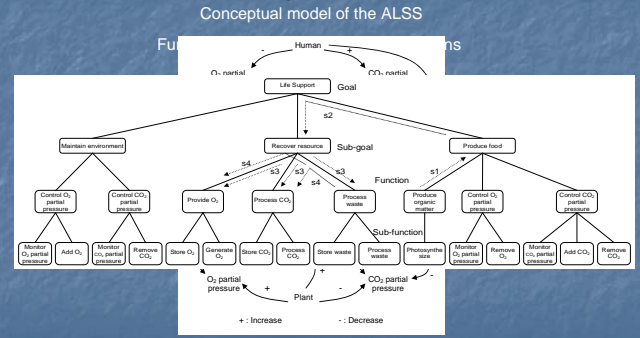 Conceptual model of the ALSS
Fun
ns
- Human +
O₂ partial
CO₂ partial
Life Support
Goal
s2
Maintain environment
Recover resource
Sub-goal
Produce food
s4
s3
s3
s4
s3
s1
Function
Control O₂
partial
pressure
Control CO₂
partial
pressure
Provide O₂
Process CO₂
Process
waste
Produce
organic
matter
Control O₂
partial
pressure
Control CO₂
partial
pressure
Sub-function
Monitor
O₂ partial
pressure
Add O₂
Monitor
CO₂ partial
pressure
Remove
CO₂
Store O₂
Generate
O₂
Store CO₂
Process
CO₂
Store waste
Process
waste
Photosynthe
size
Monitor
O₂ partial
pressure
Remove
O₂
Monitor
CO₂ partial
pressure
Add CO₂
Remove
CO₂
O₂ partial
pressure
+
CO₂ partial
pressure
-
+
-
Plant
+ : Increase
- : Decrease